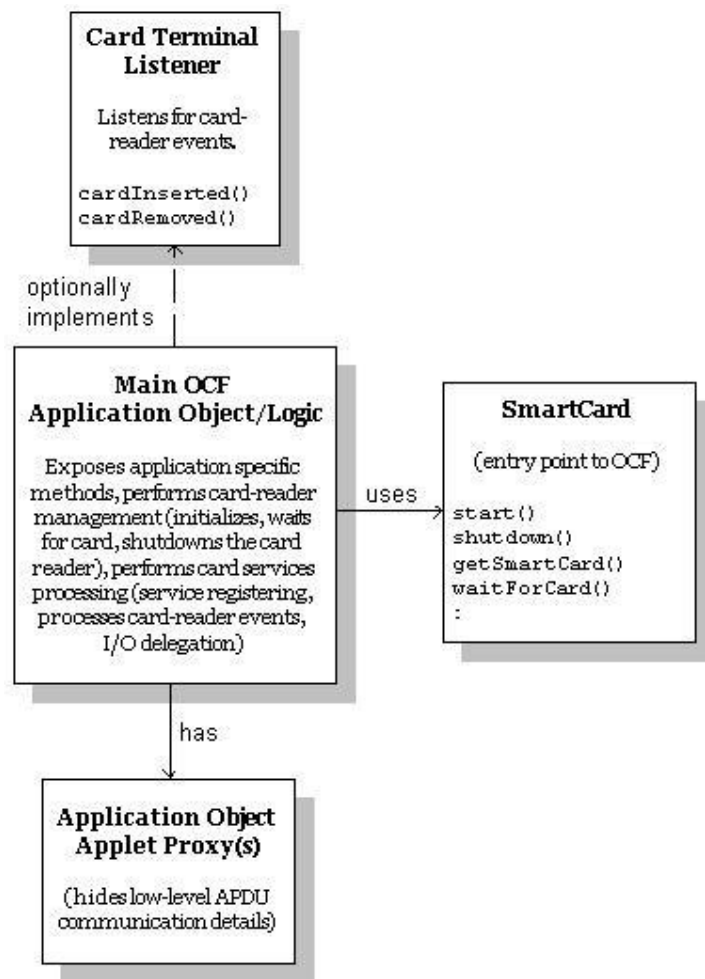 Card Terminal
Listener
Listens for card-
reader events.
cardInserted()
cardRemoved()
optionally
implements
Main OCF
Application Object/Logic
Exposes application specific
methods, performs card-reader
management (initializes, waits
for card, shutdowns the card
reader), performs card services
processing (service registering,
processes card-reader events,
I/O delegation)
uses
SmartCard
(entry point to OCF)
start()
shutdown()
getSmartCard()
waitForCard()
:
has
Application Object
Applet Proxy(s)
(hides low-level APDU
communication details)